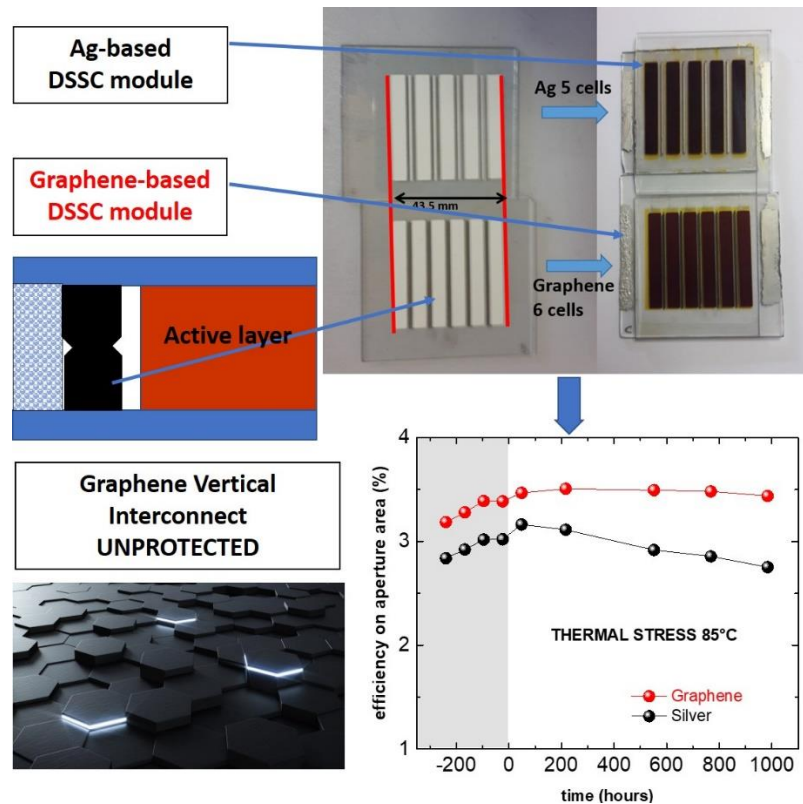 Ag-based
DSSC module
Graphene-based
DSSC module
Ag 5 cells
43.5 mm
Graphene
6 cells
Active layer
Graphene Vertical
Interconnect
UNPROTECTED
efficiency on aperture area (%)
4
3
2
1
THERMAL STRESS 85°C
Graphene
Silver
-200
0
200
400
600
800
1000
time (hours)